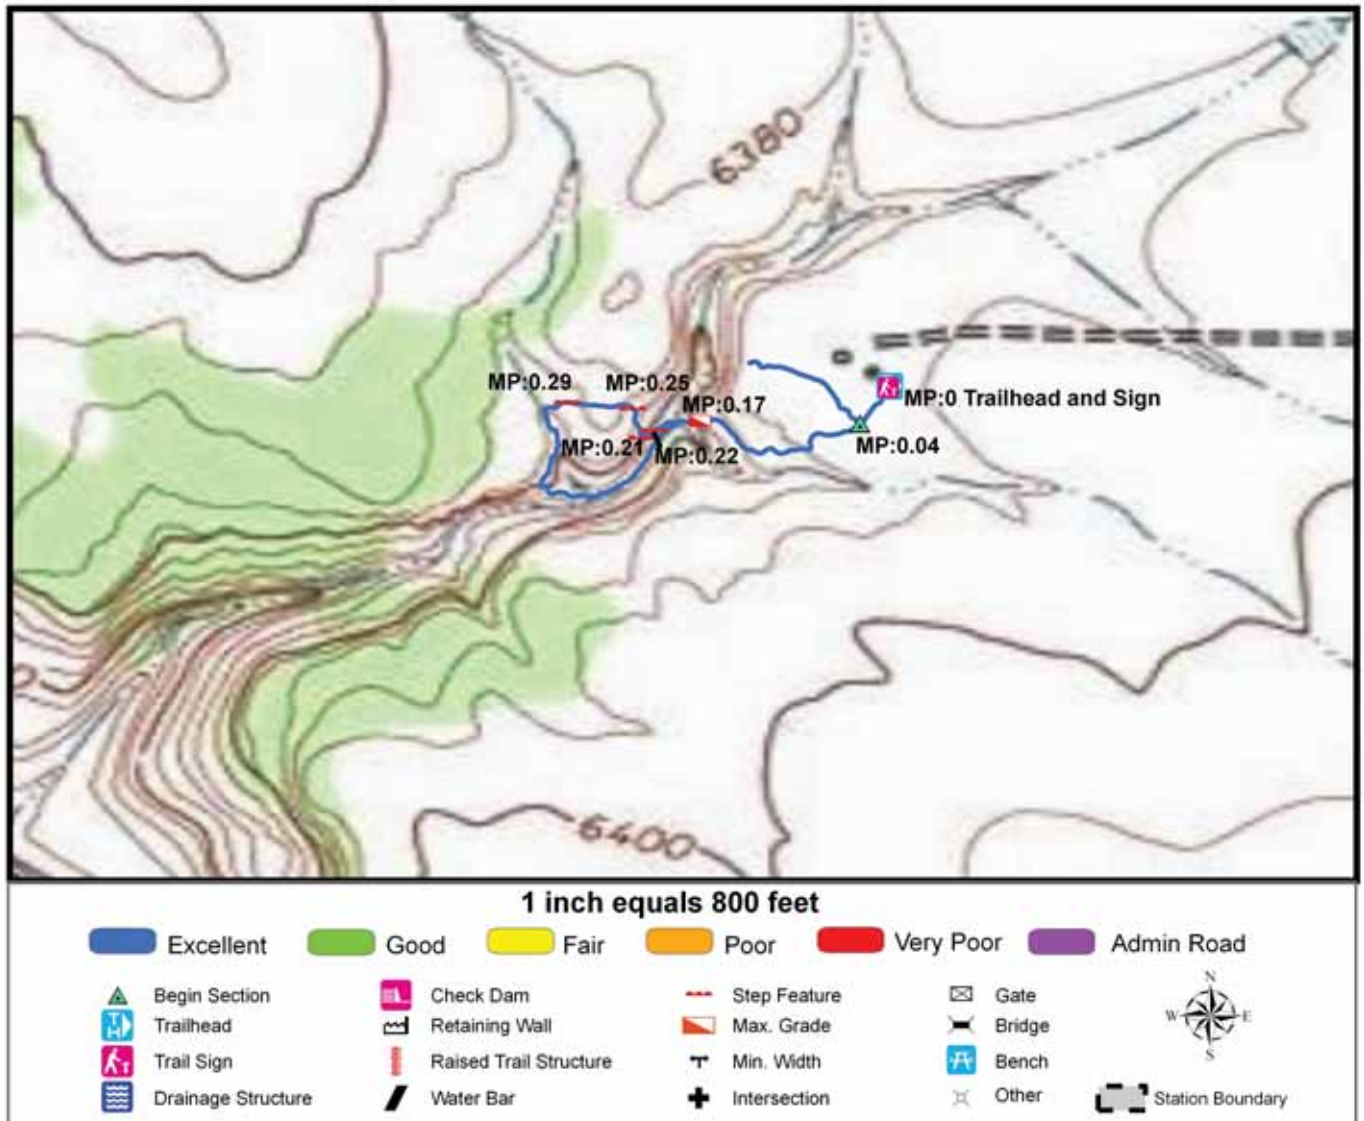 6380
MP:0.29
MP:0.25
MP:0.17
MP:0 Trailhead and Sign
MP:0.21
MP:0.22
MP:0.04
6400
1 inch equals 800 feet
Excellent
Good
Fair
Poor
Very Poor
Admin Road
Begin Section
Check Dam
Step Feature
Gate
Trailhead
Retaining Wall
Max. Grade
Bridge
Trail Sign
Raised Trail Structure
Min. Width
Bench
Drainage Structure
Water Bar
Intersection
Other
Station Boundary
N
W
E
S